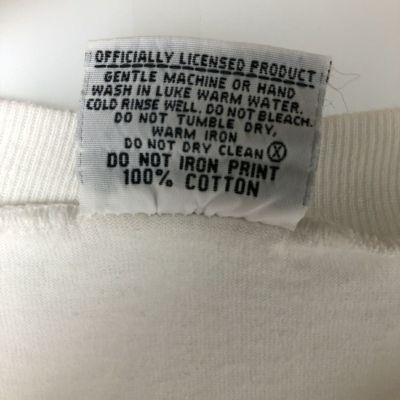 OFFICIALLY LICENSED PRODUCT
GENTLE MACHINE OR HAND
WASH IN LUKE WARM WATER.
COLD RINSE WELL. DO NOT BLEACH.
DO NOT TUMBLE DRY,
WARM IRON
DO NOT DRY CLEAN Ⓧ
DO NOT IRON PRINT
100% COTTON